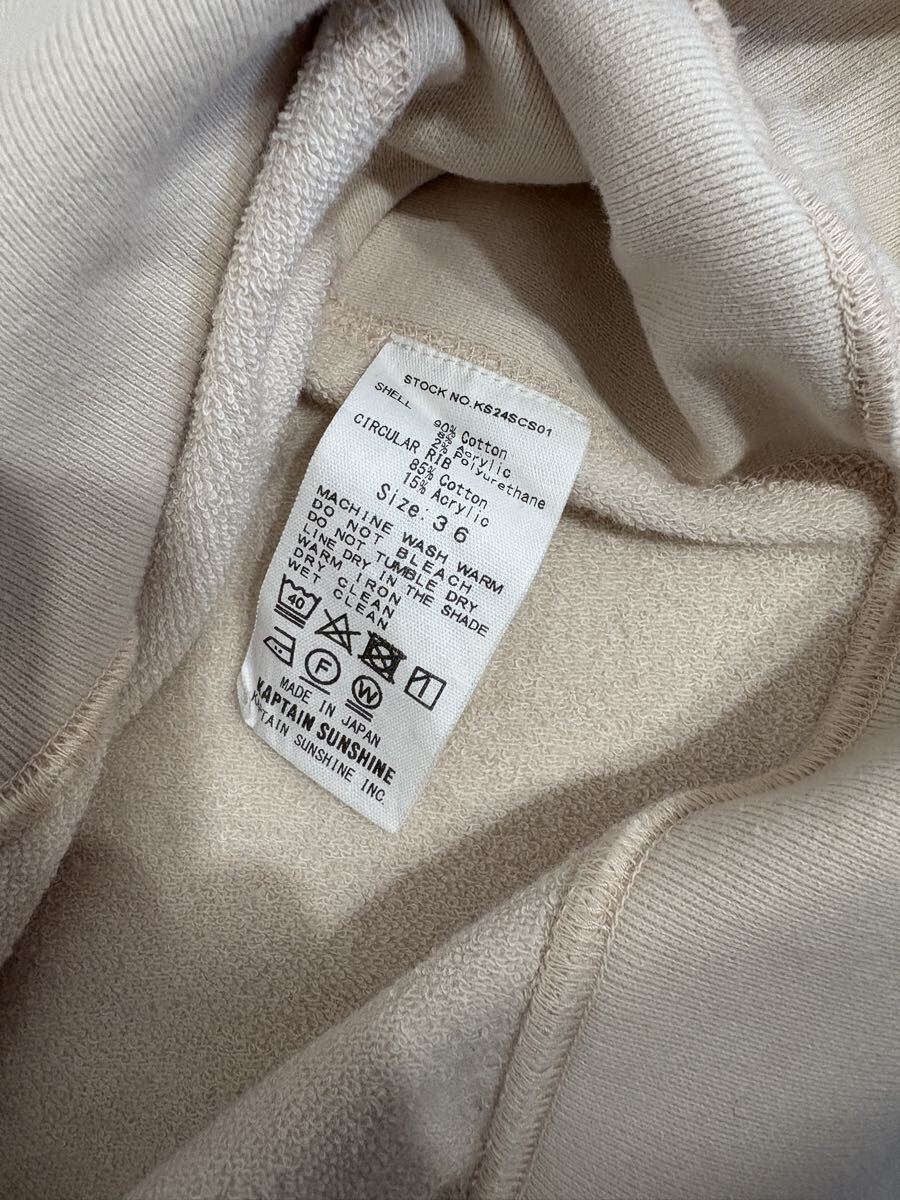 STOCK NO.KS24SCS01
SHELL
90% Cotton
8% Acrylic
2% Polyurethane
CIRCULAR RIB
85% Cotton
15% Acrylic
Size: 36
MACHINE WASH WARM
DO NOT BLEACH
DO NOT TUMBLE DRY
LINE DRY IN THE SHADE
WARM IRON
DRY CLEAN
WET CLEAN
40
F
W
MADE IN JAPAN
KAPTAIN SUNSHINE
KAPTAIN SUNSHINE INC.